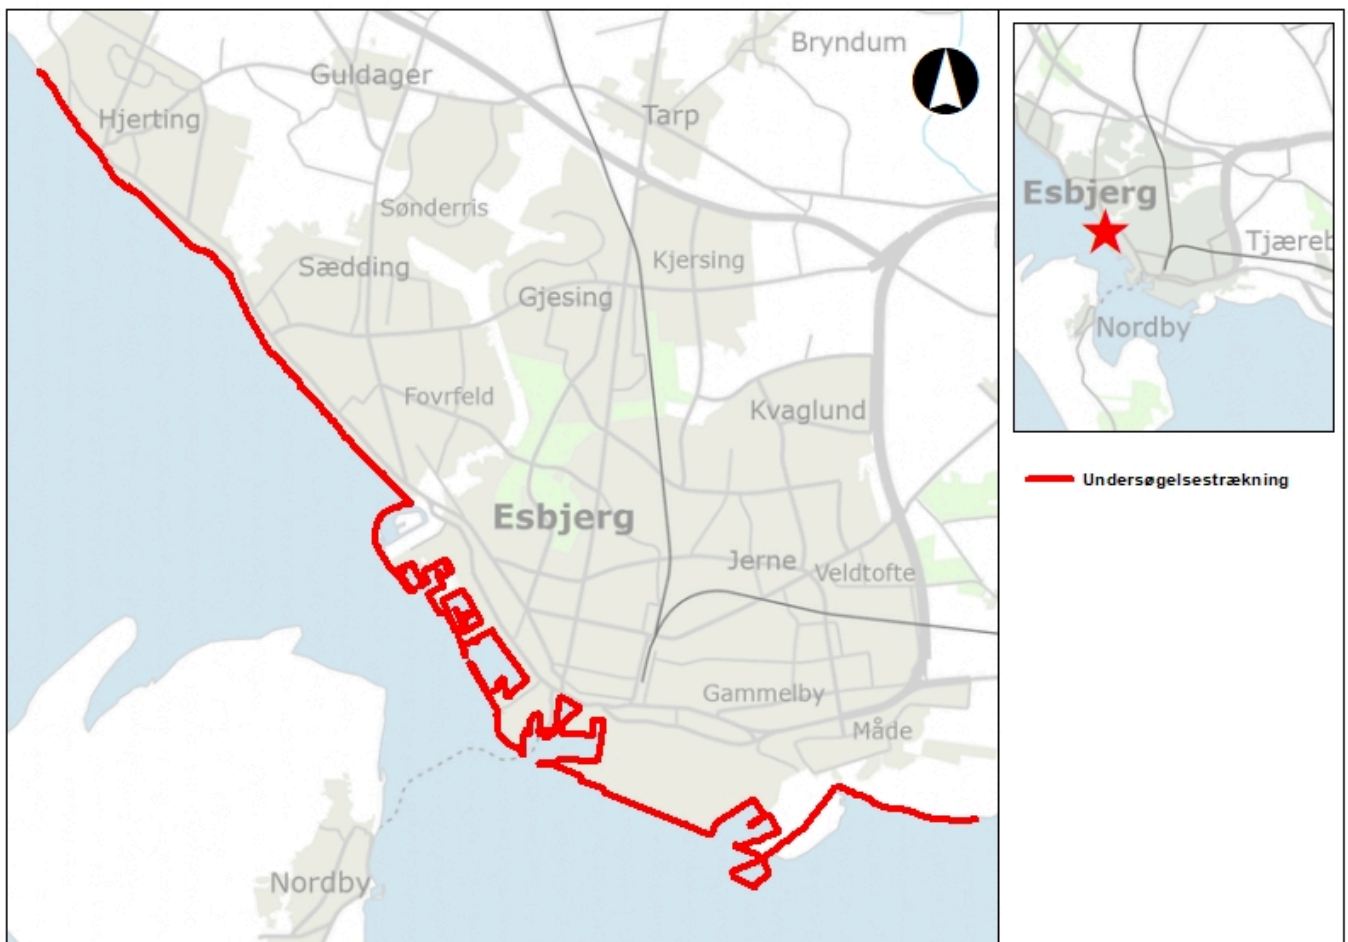 Bryndum
Guldager
Tarp
Hjerting
Sønderris
Sædding
Kjersing
Gjesing
Fovrfeld
Kvaglund
Esbjerg
Jerne
Veldtofte
Gammelby
Måde
Nordby
Esbjerg
Tjæreb
Nordby
Undersøgelsestrækning